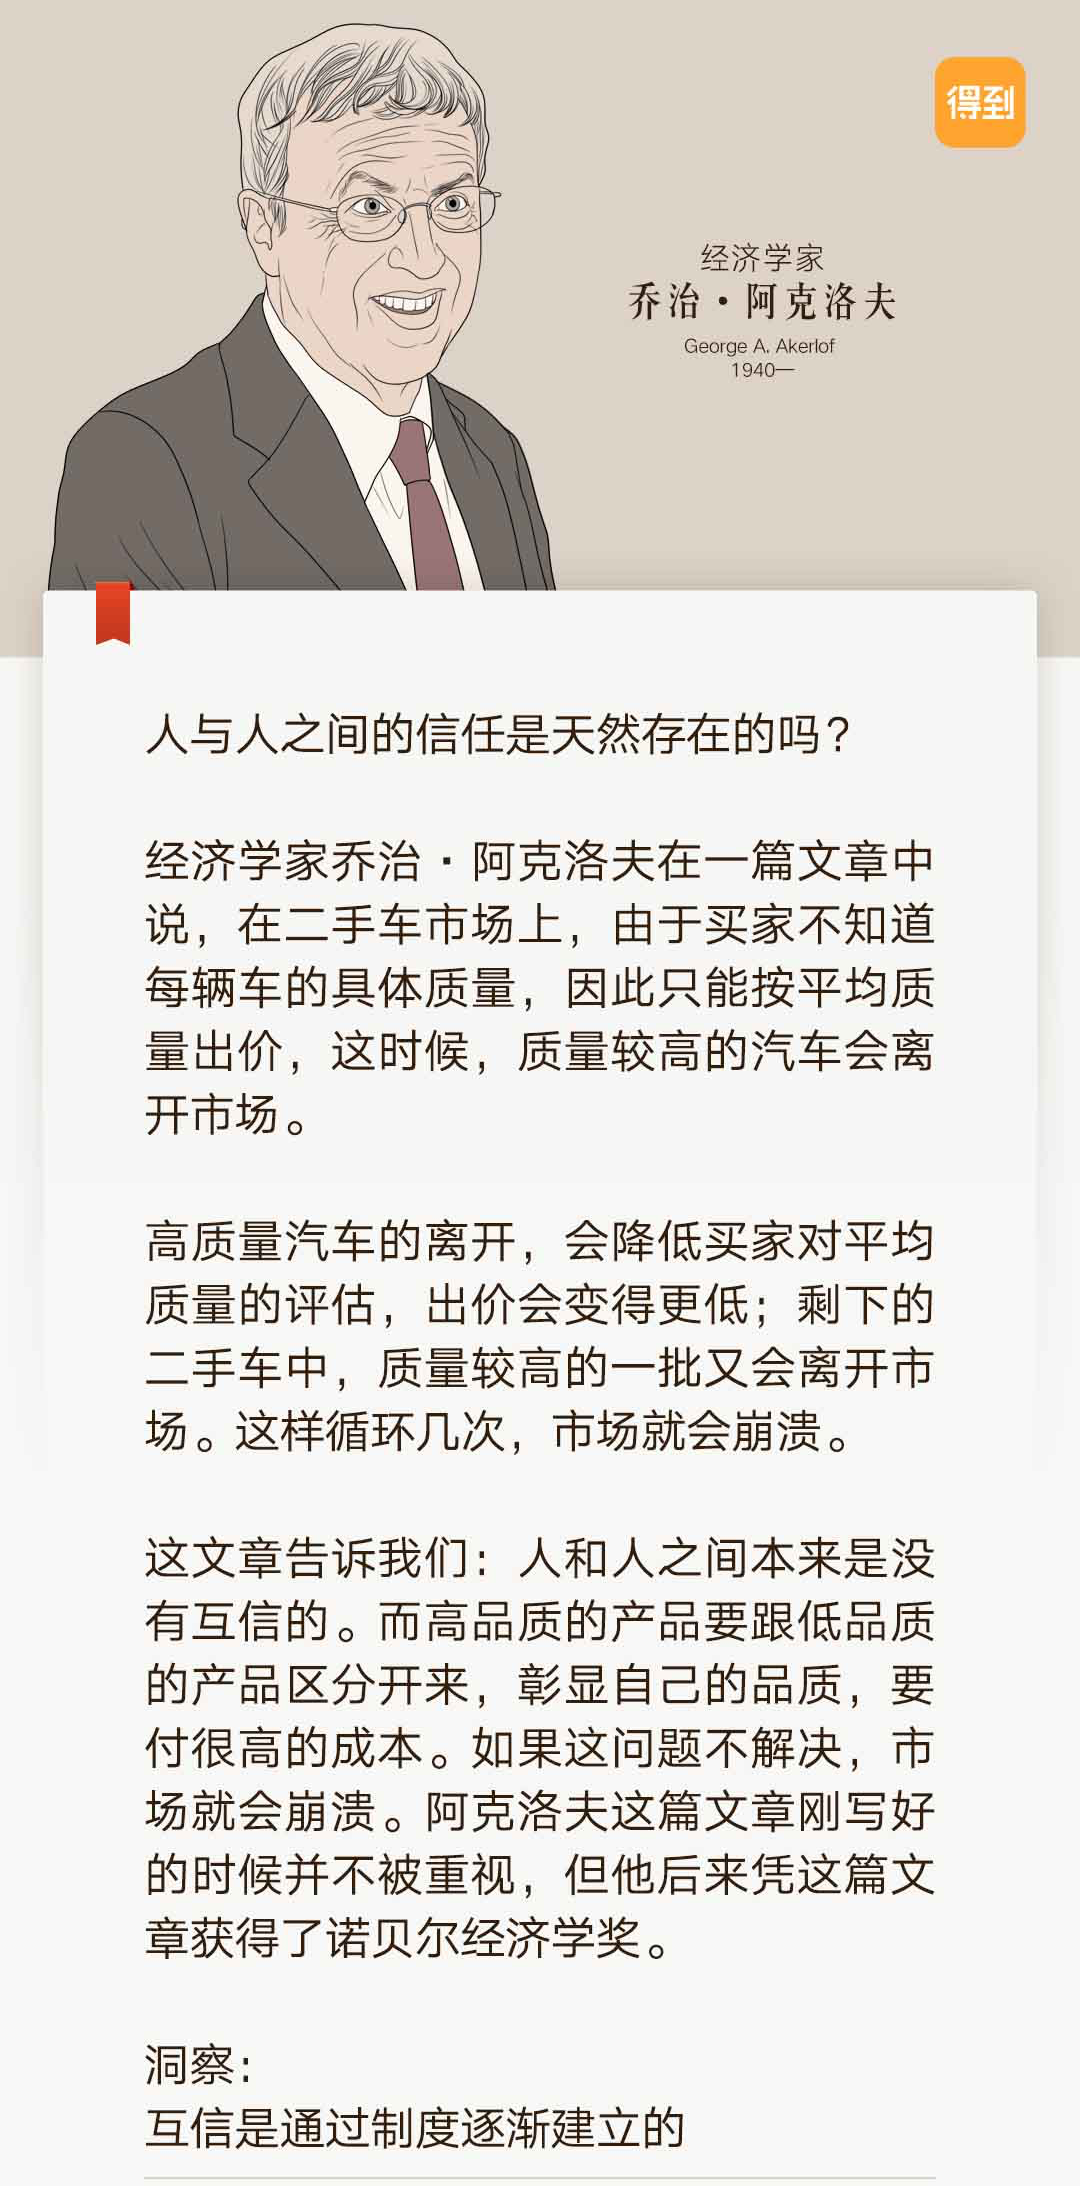 得到
经济学家
乔治·阿克洛夫
George A. Akerlof
1940—
人与人之间的信任是天然存在的吗？
经济学家乔治·阿克洛夫在一篇文章中
说，在二手车市场上，由于买家不知道
每辆车的具体质量，因此只能按平均质
量出价，这时候，质量较高的汽车会离
开市场。
高质量汽车的离开，会降低买家对平均
质量的评估，出价会变得更低；剩下的
二手车中，质量较高的一批又会离开市
场。这样循环几次，市场就会崩溃。
这文章告诉我们：人和人之间本来是没
有互信的。而高品质的产品要跟低品质
的产品区分开来，彰显自己的品质，要
付很高的成本。如果这问题不解决，市
场就会崩溃。阿克洛夫这篇文章刚写好
的时候并不被重视，但他后来凭这篇文
章获得了诺贝尔经济学奖。
洞察：
互信是通过制度逐渐建立的